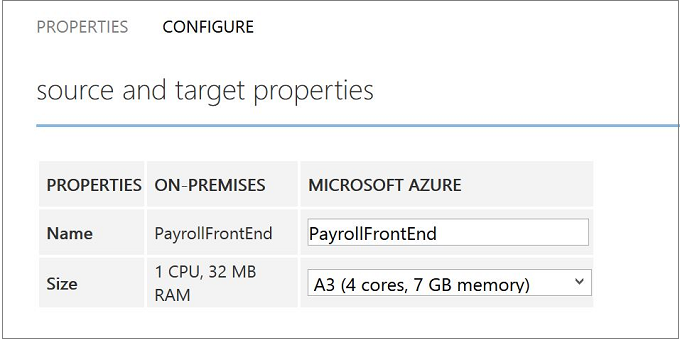 PROPERTIES CONFIGURE
source and target properties
PROPERTIES ON-PREMISES MICROSOFT AZURE
Name PayrollFrontEnd PayrollFrontEnd
Size 1 CPU, 32 MB
RAM A3 (4 cores, 7 GB memory)